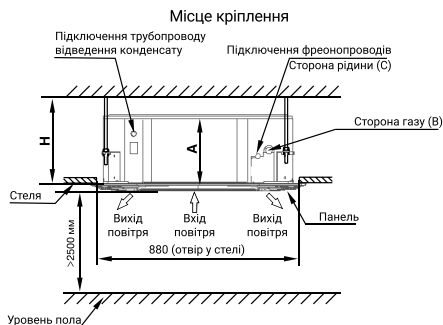 Місце кріплення
Підключення трубопроводу
відведення конденсату
Підключення фреонопроводів
Сторона рідини (C)
Сторона газу (B)
H
A
Стеля
Вихід
повітря
Вхід
повітря
Вихід
повітря
Панель
880 (отвір у стелі)
>2500 мм
Уровень пола